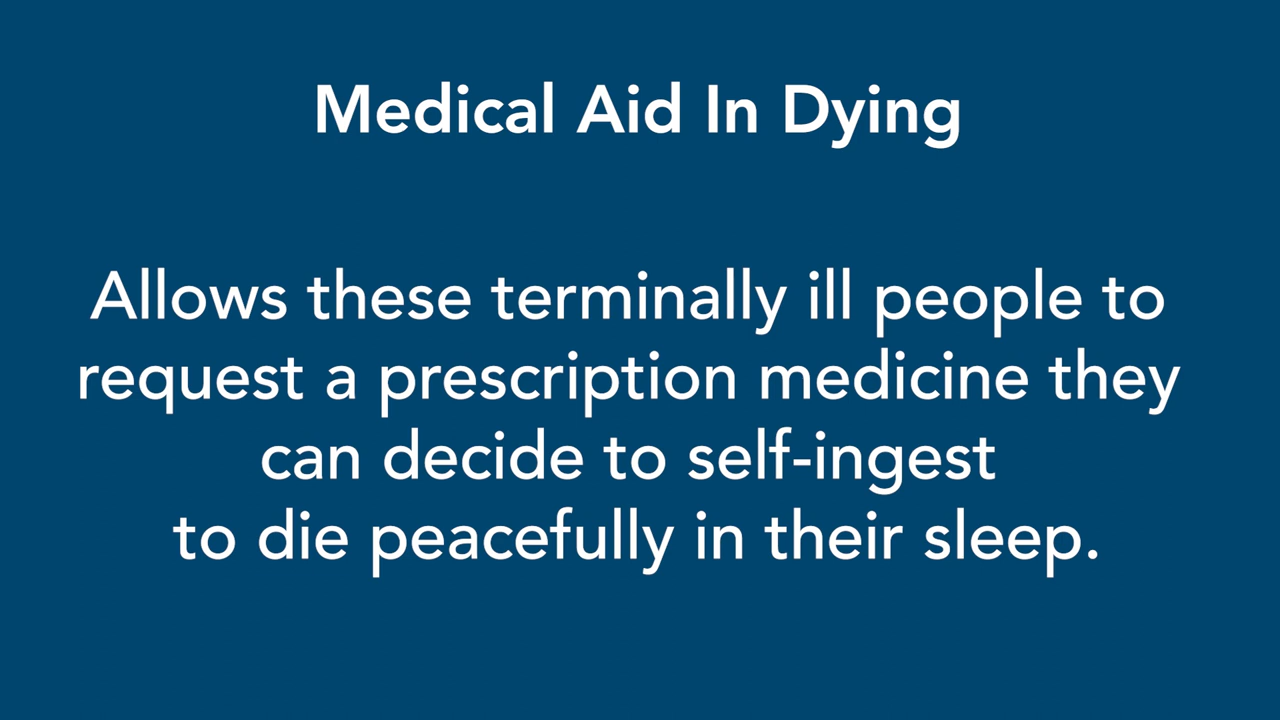 Medical Aid In Dying
Allows these terminally ill people to
request a prescription medicine they
can decide to self-ingest
to die peacefully in their sleep.